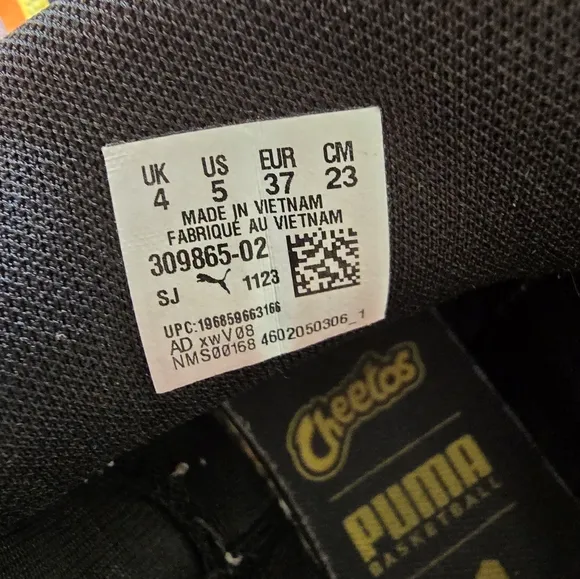 UK US EUR CM
4 5 37 23
MADE IN VIETNAM
FABRIQUÉ AU VIETNAM
309865-02
SJ 1123
UPC:196859663166
AD xwV08
NMS00168 4602050306_1
Cheetos
PUMA
BASKETBALL